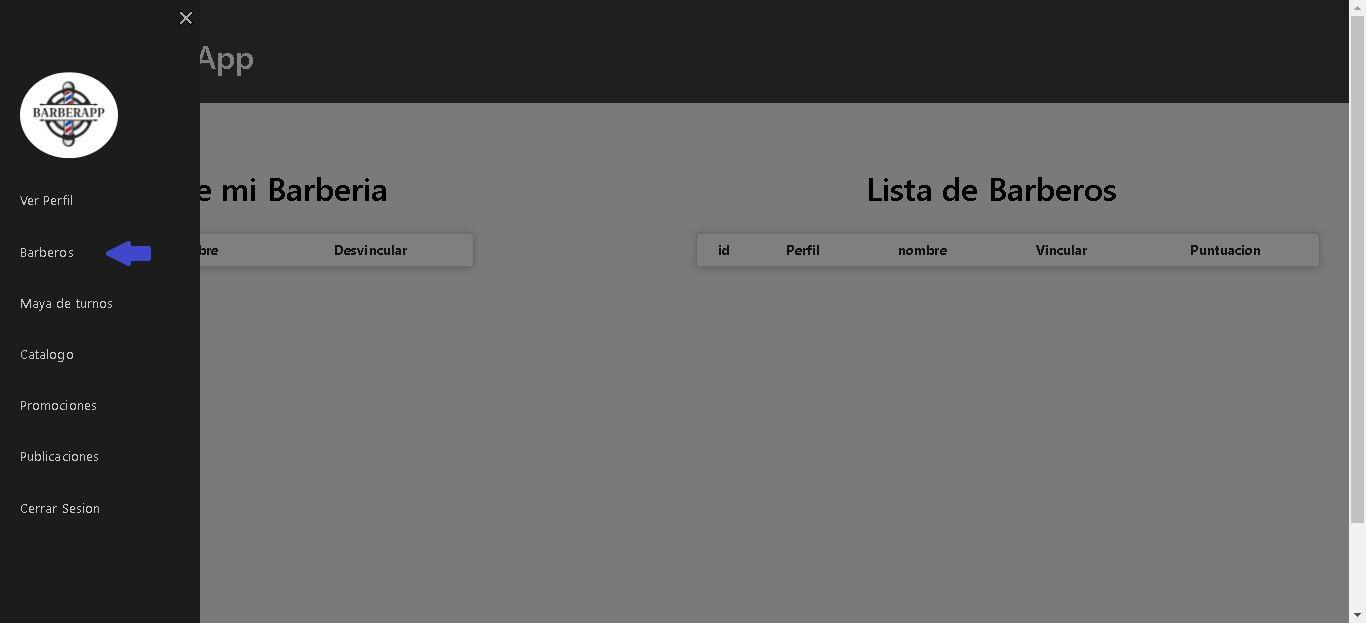 App
BARBERAPP
Ver Perfil
Barberos
Maya de turnos
Catalogo
Promociones
Publicaciones
Cerrar Sesion
mi Barberia
Desvincular
Lista de Barberos
id Perfil nombre Vincular Puntuacion